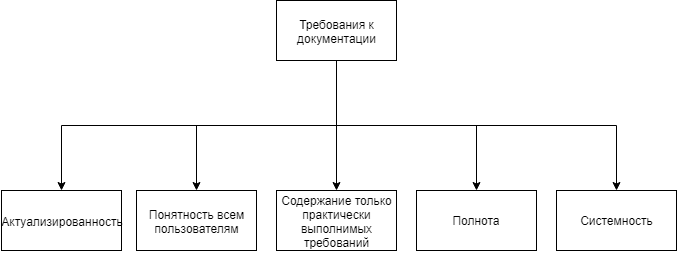 Требования к
документации
Актуализированность
Понятность всем
пользователям
Содержание только
практически
выполнимых
требований
Полнота
Системность